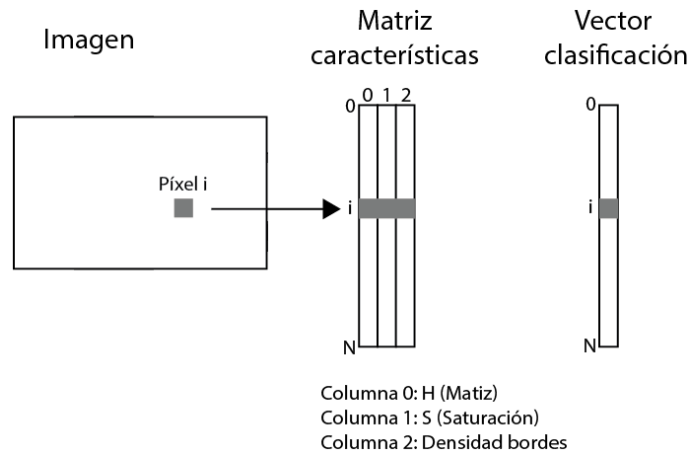 Imagen
Matriz
características
Vector
clasificación
0 1 2
0
0
Píxel i
i
i
N
N
Columna 0: H (Matiz)
Columna 1: S (Saturación)
Columna 2: Densidad bordes